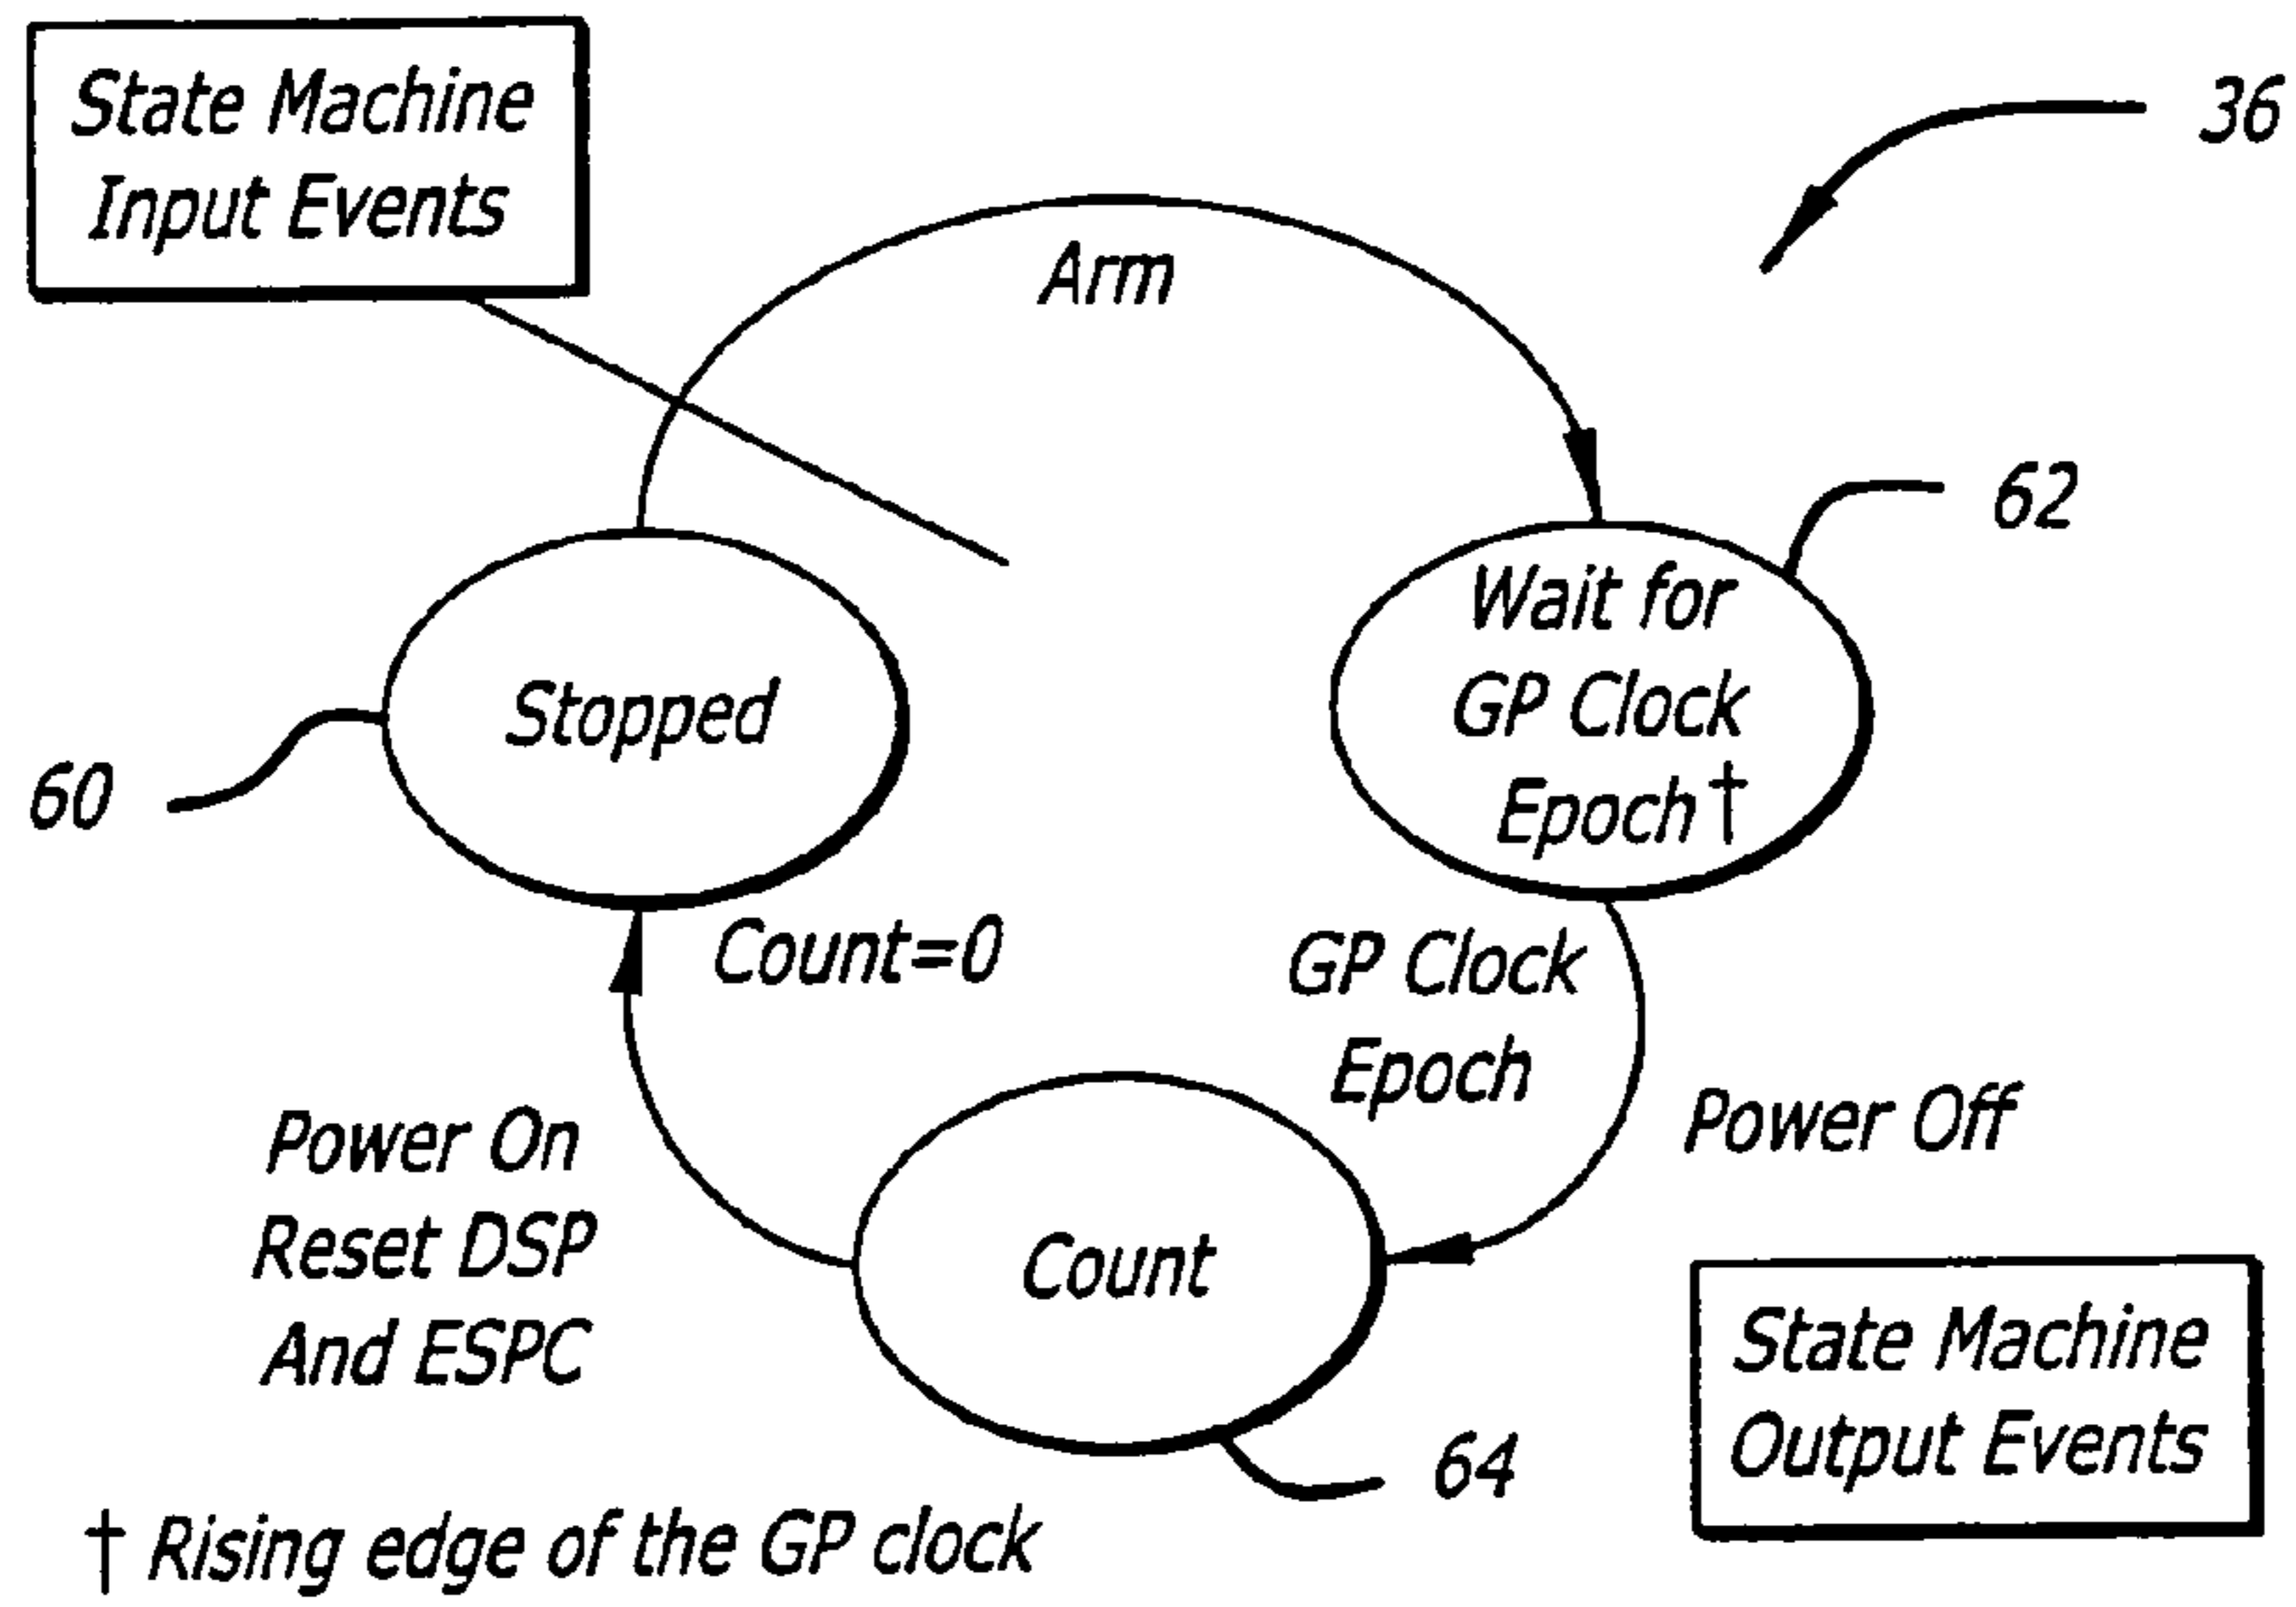 State Machine
Input Events
36
Arm
62
Wait for
GP Clock
Epoch†
Stopped
60
Count=0
GP Clock
Epoch
Power Off
Power On
Reset DSP
And ESPC
Count
64
State Machine
Output Events
† Rising edge of the GP clock